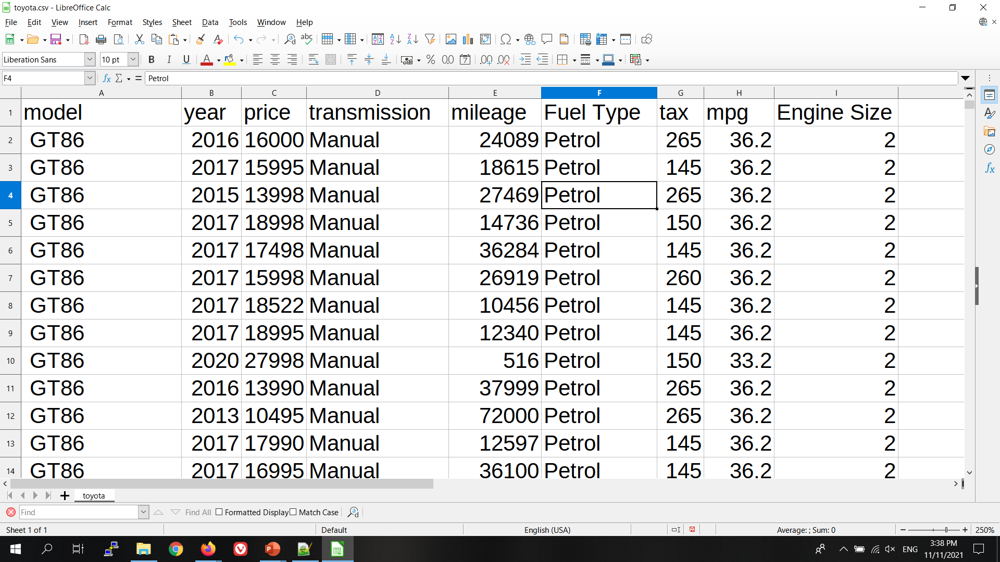 toyota.csv - LibreOffice Calc
File Edit View Insert Format Styles Sheet Data Tools Window Help
Liberation Sans 10 pt
F4 Petrol
A B C D E F G H I
1 model year price transmission mileage Fuel Type tax mpg Engine Size
2 GT86 2016 16000 Manual 24089 Petrol 265 36.2 2
3 GT86 2017 15995 Manual 18615 Petrol 145 36.2 2
4 GT86 2015 13998 Manual 27469 Petrol 265 36.2 2
5 GT86 2017 18998 Manual 14736 Petrol 150 36.2 2
6 GT86 2017 17498 Manual 36284 Petrol 145 36.2 2
7 GT86 2017 15998 Manual 26919 Petrol 260 36.2 2
8 GT86 2017 18522 Manual 10456 Petrol 145 36.2 2
9 GT86 2017 18995 Manual 12340 Petrol 145 36.2 2
10 GT86 2020 27998 Manual 516 Petrol 150 33.2 2
11 GT86 2016 13990 Manual 37999 Petrol 265 36.2 2
12 GT86 2013 10495 Manual 72000 Petrol 265 36.2 2
13 GT86 2017 17990 Manual 12597 Petrol 145 36.2 2
14 GT86 2017 16995 Manual 36100 Petrol 145 36.2 2
toyota
Find Find All Formatted Display Match Case
Sheet 1 of 1 Default English (USA) Average: ; Sum: 0 250%
ENG 3:38 PM
11/11/2021